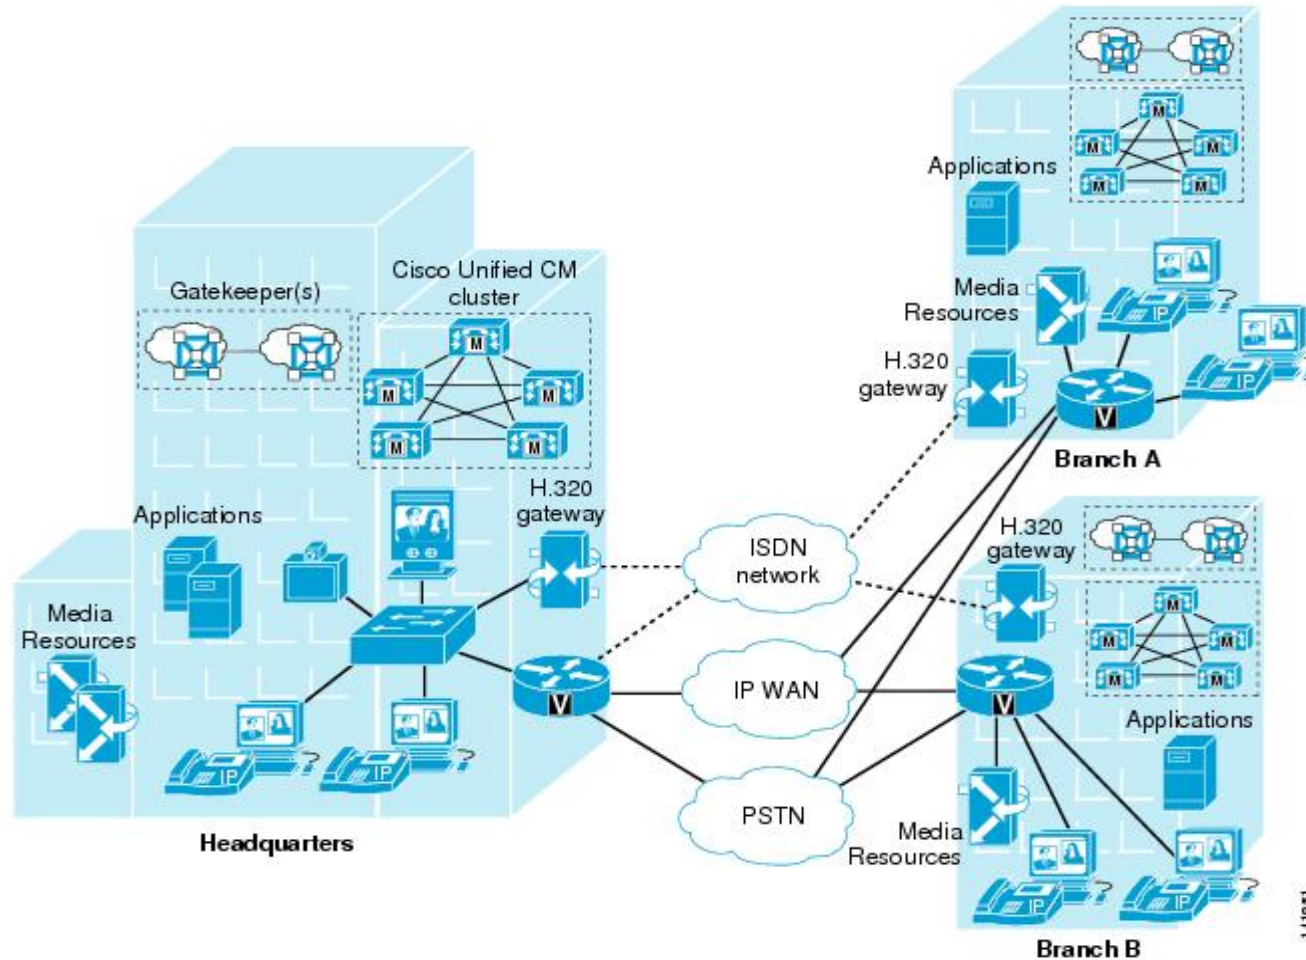 Applications
Media
Resources
H.320
gateway
IP
IP
V
Branch A
M
M
M
M
M
Gatekeeper(s)
Cisco Unified CM
cluster
M
M
M
M
M
Applications
H.320
gateway
Media
Resources
IP
IP
V
Headquarters
ISDN
network
IP WAN
PSTN
H.320
gateway
M
M
M
M
M
V
Applications
Media
Resources
IP
IP
Branch B